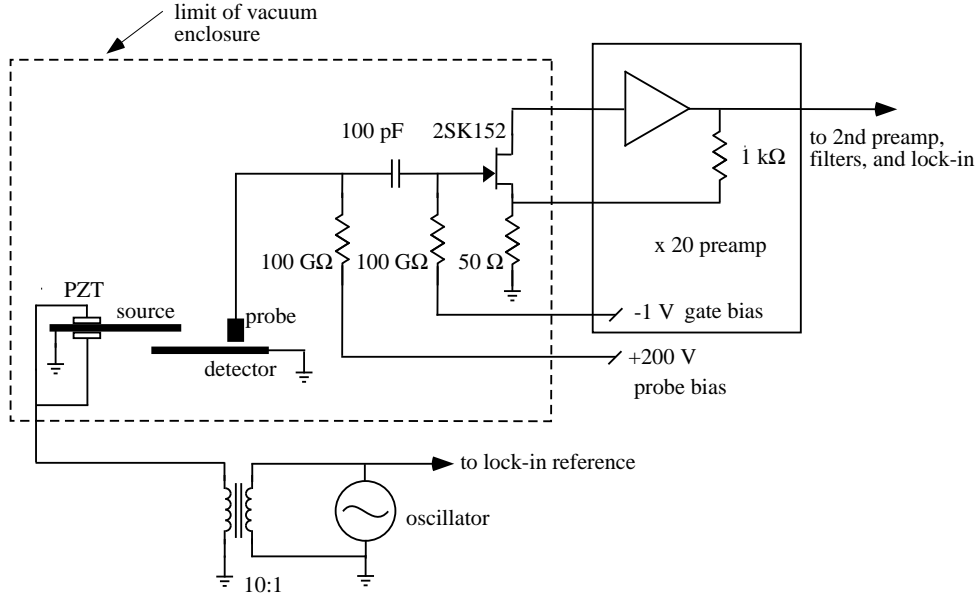 limit of vacuum
enclosure
100 pF
2SK152
1 kΩ
to 2nd preamp,
filters, and lock-in
100 GΩ
100 GΩ
50 Ω
x 20 preamp
PZT
source
probe
-1 V gate bias
detector
+200 V
probe bias
to lock-in reference
oscillator
10:1